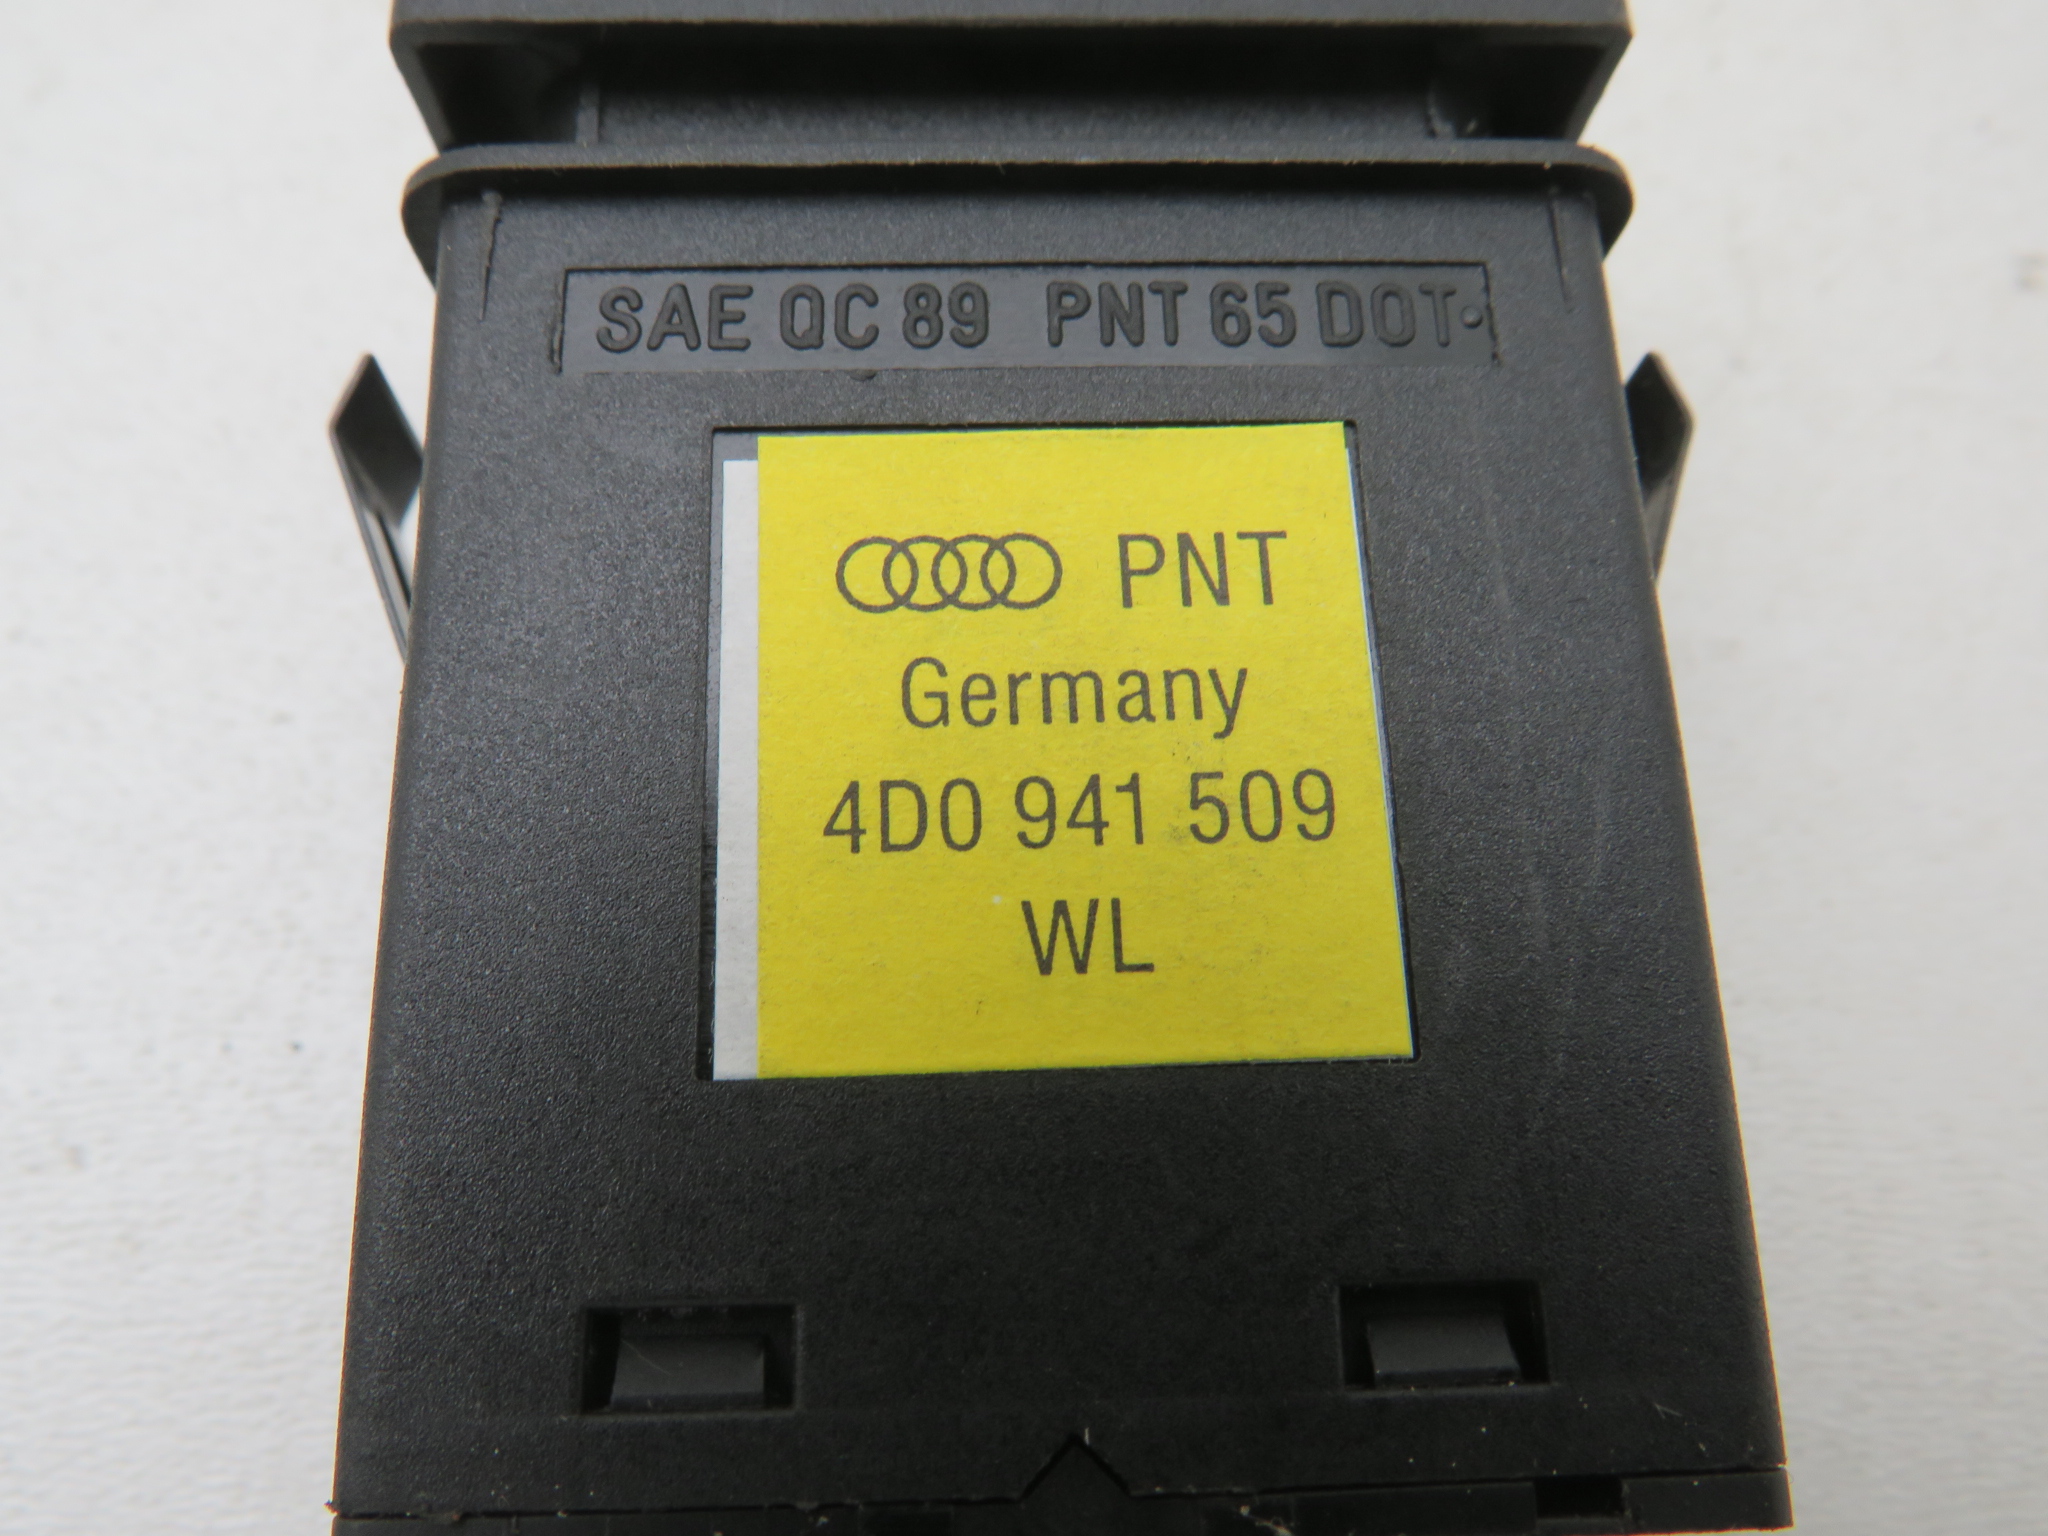 SAE QC 89 PNT 65 DOT
PNT
Germany
4D0 941 509
WL